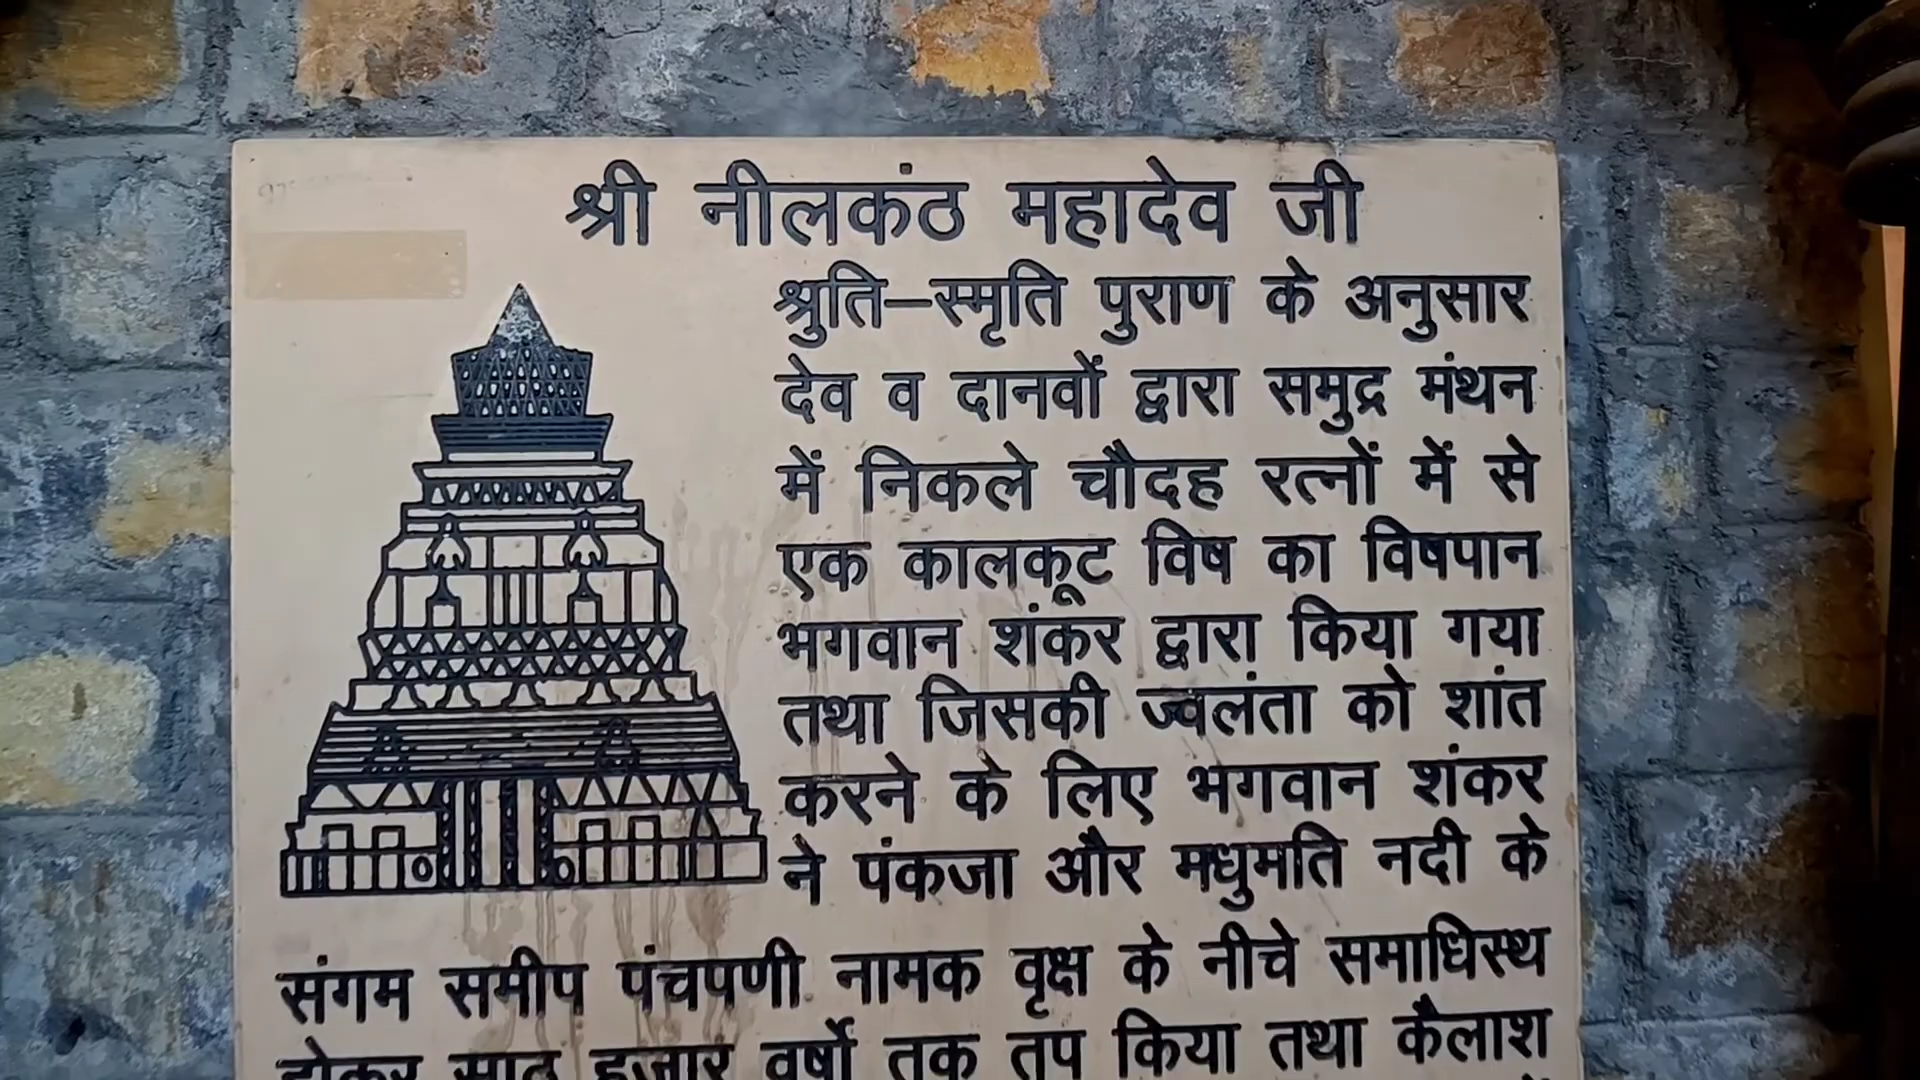 श्री नीलकंठ महादेव जी
श्रुति–स्मृति पुराण के अनुसार
देव व दानवों द्वारा समुद्र मंथन
में निकले चौदह रत्नों में से
एक कालकूट विष का विषपान
भगवान शंकर द्वारा किया गया
तथा जिसकी ज्वलंता को शांत
करने के लिए भगवान शंकर
ने पंकजा और मधुमति नदी के
संगम समीप पंचपणी नामक वृक्ष के नीचे समाधिस्थ
होकर साठ हजार वर्षो तक तप किया तथा कैलाश